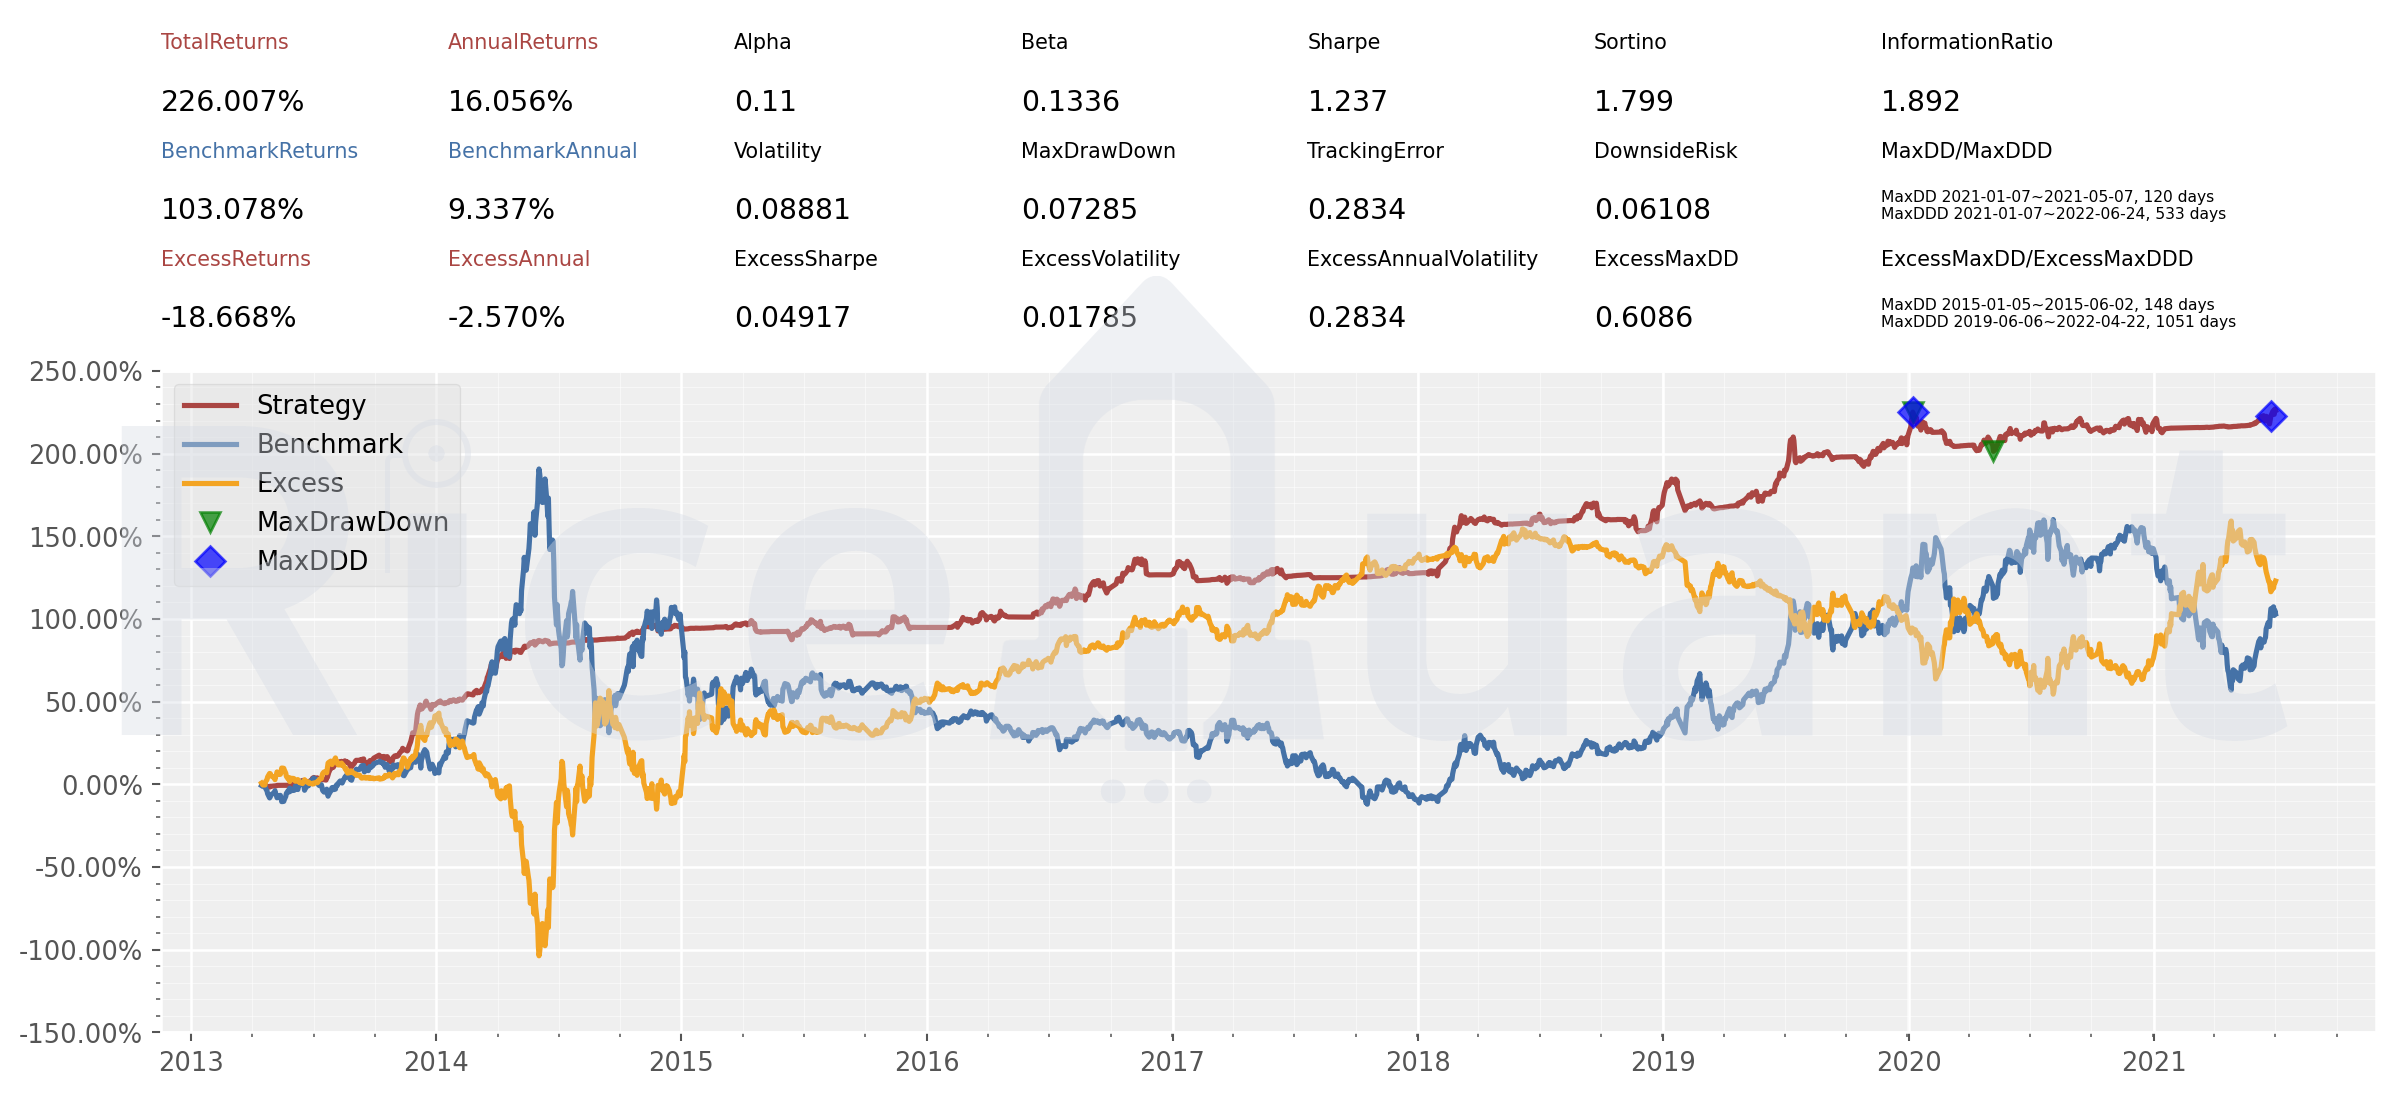 TotalReturns AnnualReturns Alpha Beta Sharpe Sortino InformationRatio
226.007% 16.056% 0.11 0.1336 1.237 1.799 1.892
BenchmarkReturns BenchmarkAnnual Volatility MaxDrawDown TrackingError DownsideRisk MaxDD/MaxDDD
103.078% 9.337% 0.08881 0.07285 0.2834 0.06108 MaxDD 2021-01-07~2021-05-07, 120 days
MaxDDD 2021-01-07~2022-06-24, 533 days
ExcessReturns ExcessAnnual ExcessSharpe ExcessVolatility ExcessAnnualVolatility ExcessMaxDD ExcessMaxDD/ExcessMaxDDD
-18.668% -2.570% 0.04917 0.01785 0.2834 0.6086 MaxDD 2015-01-05~2015-06-02, 148 days
MaxDDD 2019-06-06~2022-04-22, 1051 days
250.00%
200.00%
150.00%
100.00%
50.00%
0.00%
-50.00%
-100.00%
-150.00%
Strategy
Benchmark
Excess
MaxDrawDown
MaxDDD
RiceQuant
2013 2014 2015 2016 2017 2018 2019 2020 2021